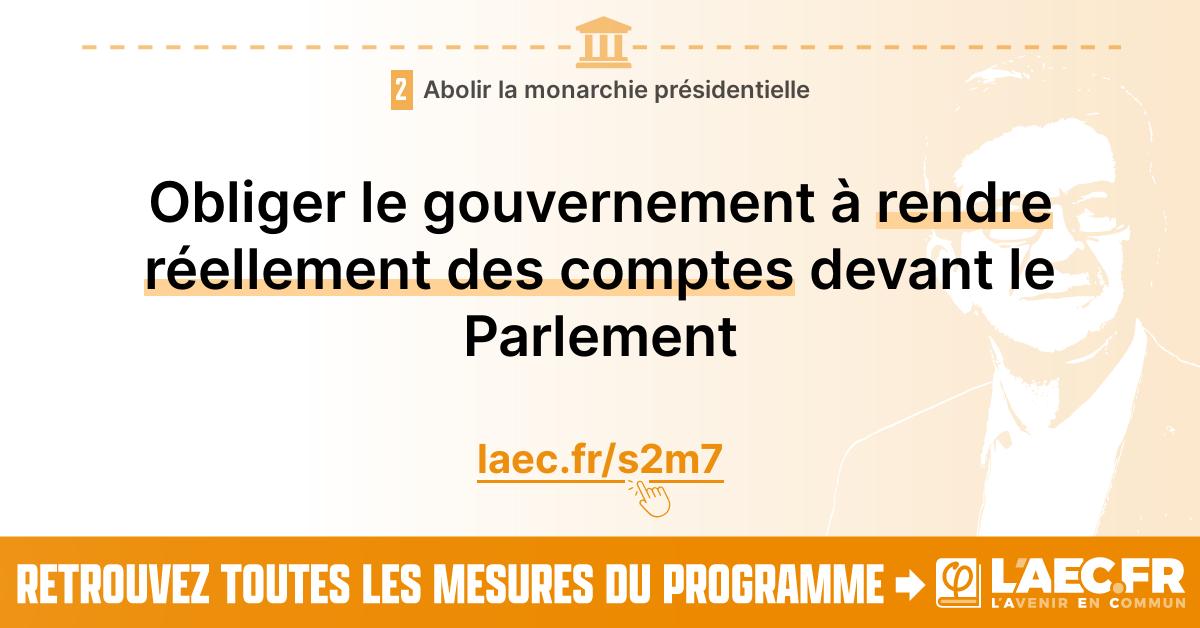 2 Abolir la monarchie présidentielle
Obliger le gouvernement à rendre
réellement des comptes devant le
Parlement
laec.fr/s2m7
RETROUVEZ TOUTES LES MESURES DU PROGRAMME
φ L'AEC.FR
L'AVENIR EN COMMUN